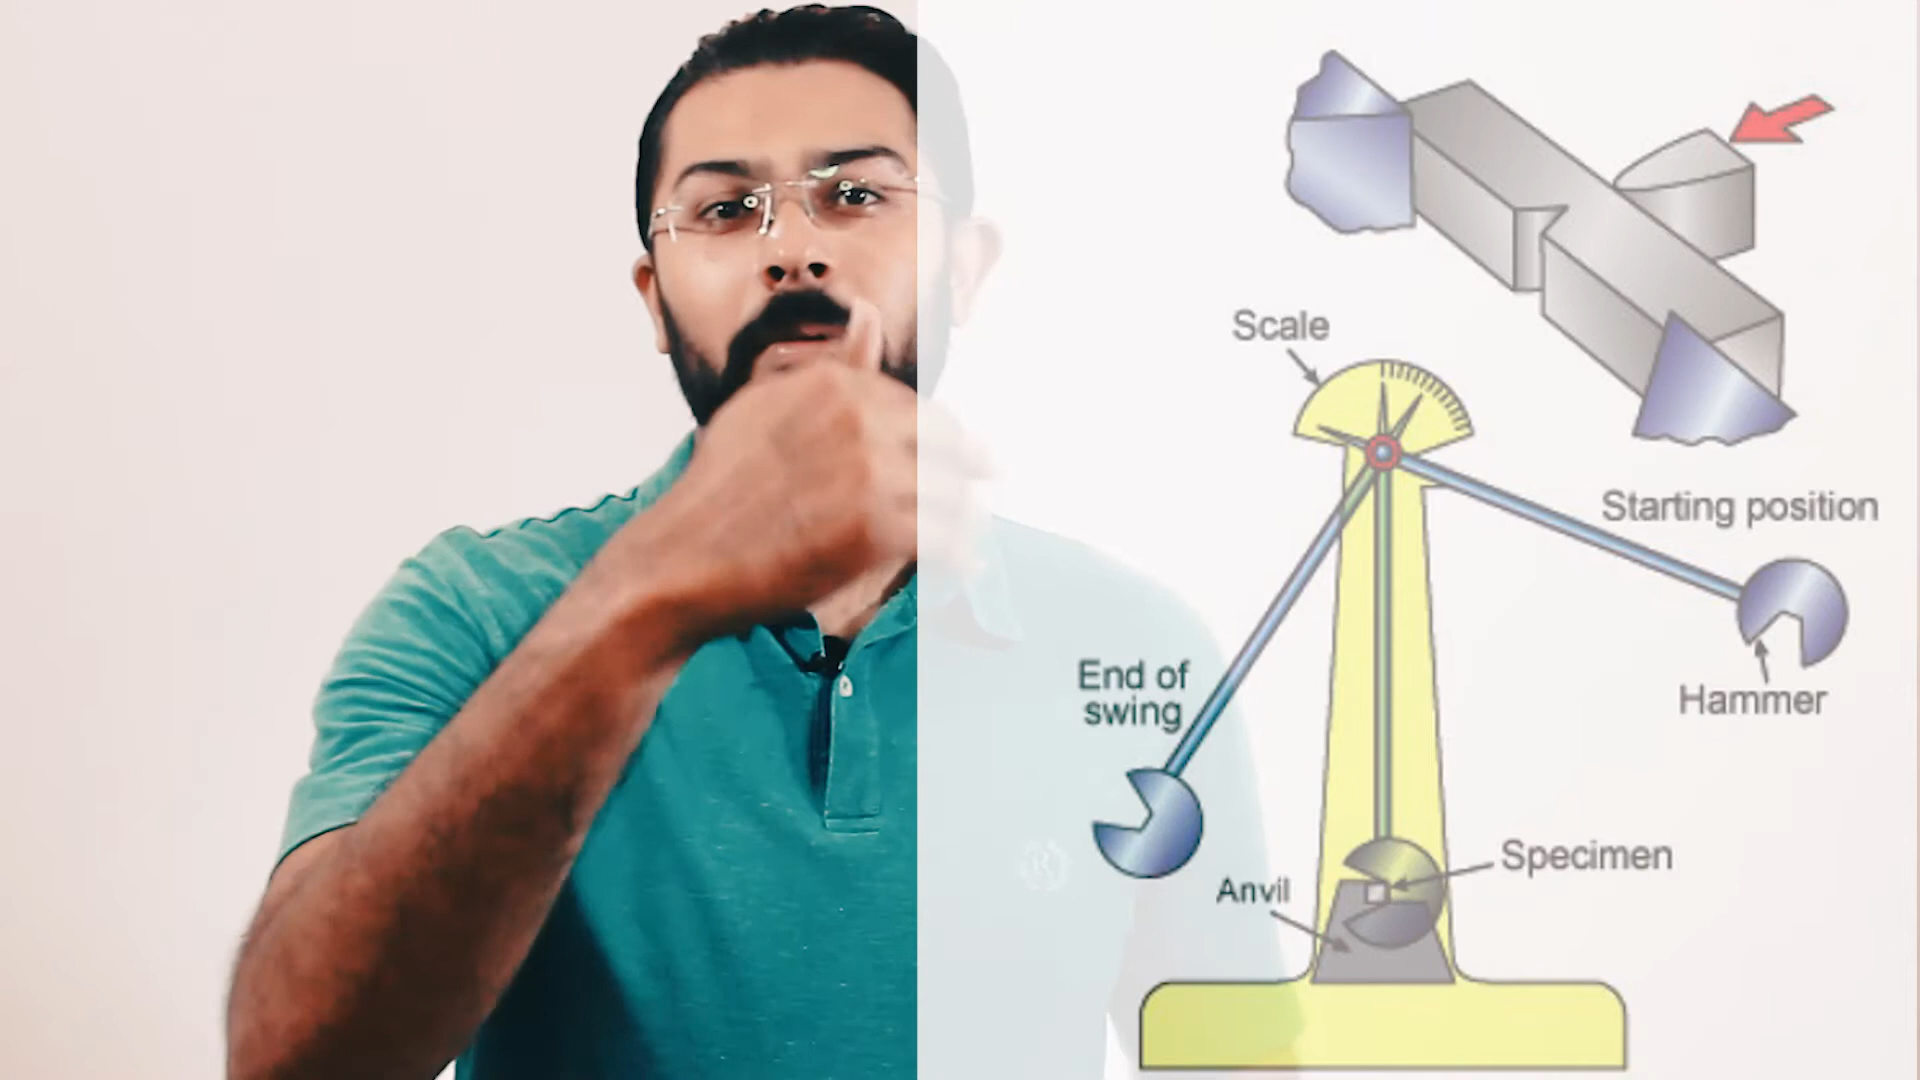 Scale
Starting position
End of
swing
Hammer
Specimen
Anvil